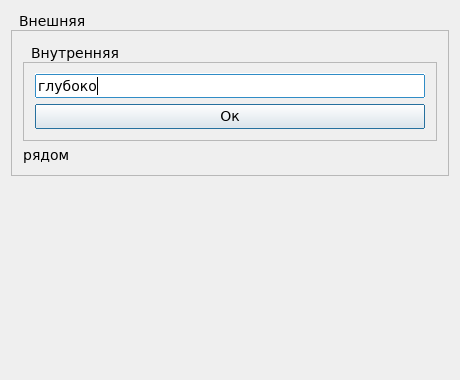 Внешняя
Внутренняя
глубоко
Ок
рядом